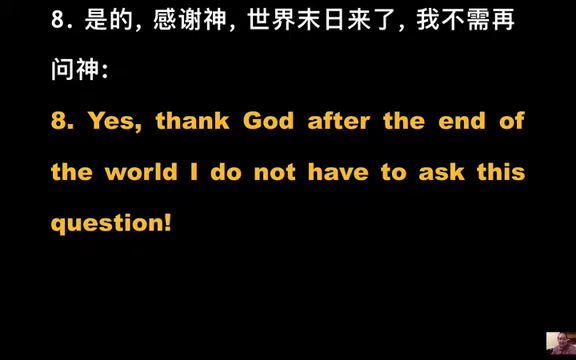 8. 是的, 感谢神, 世界末日来了, 我不需再
问神:
8. Yes, thank God after the end of
the world I do not have to ask this
question!